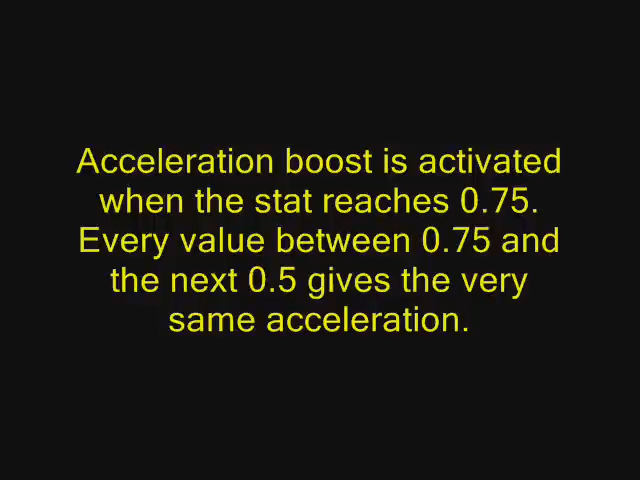 Acceleration boost is activated
when the stat reaches 0.75.
Every value between 0.75 and
the next 0.5 gives the very
same acceleration.